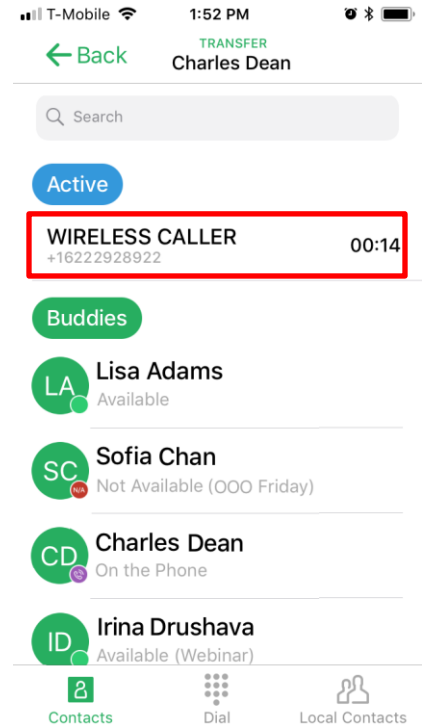 T-Mobile 1:52 PM
Back
TRANSFER
Charles Dean
Search
Active
WIRELESS CALLER 00:14
+16222928922
Buddies
LA
Lisa Adams
Available
SC
N/A
Sofia Chan
Not Available (OOO Friday)
CD
Charles Dean
On the Phone
ID
Irina Drushava
Available (Webinar)
Contacts Dial Local Contacts